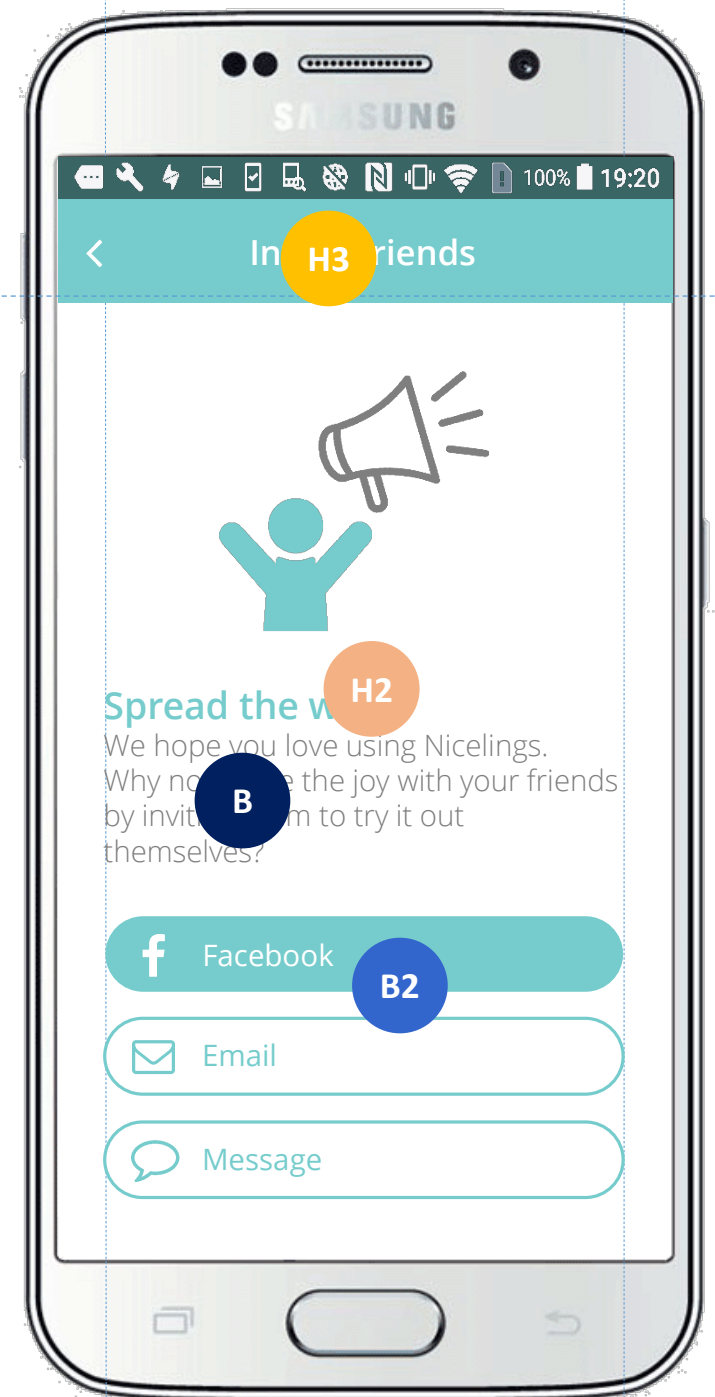 SAMSUNG
100% 19:20
In H3 riends
H2
Spread the w
We hope you love using Nicelings.
Why no the joy with your friends
B
by invit m to try it out
themselves?
Facebook
B2
Email
Message